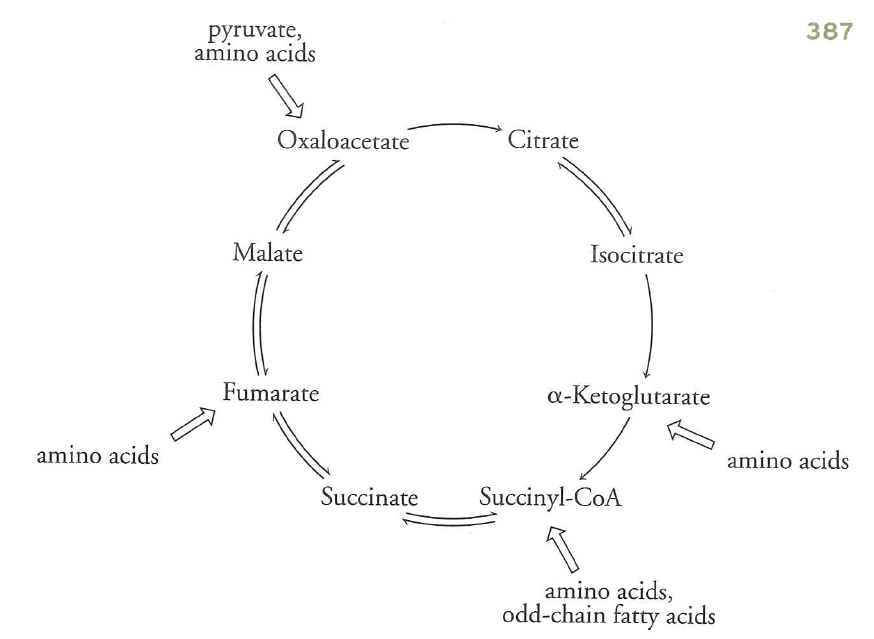 387
pyruvate,
amino acids
Oxaloacetate
Citrate
Malate
Isocitrate
Fumarate
α-Ketoglutarate
amino acids
amino acids
Succinate
Succinyl-CoA
amino acids,
odd-chain fatty acids